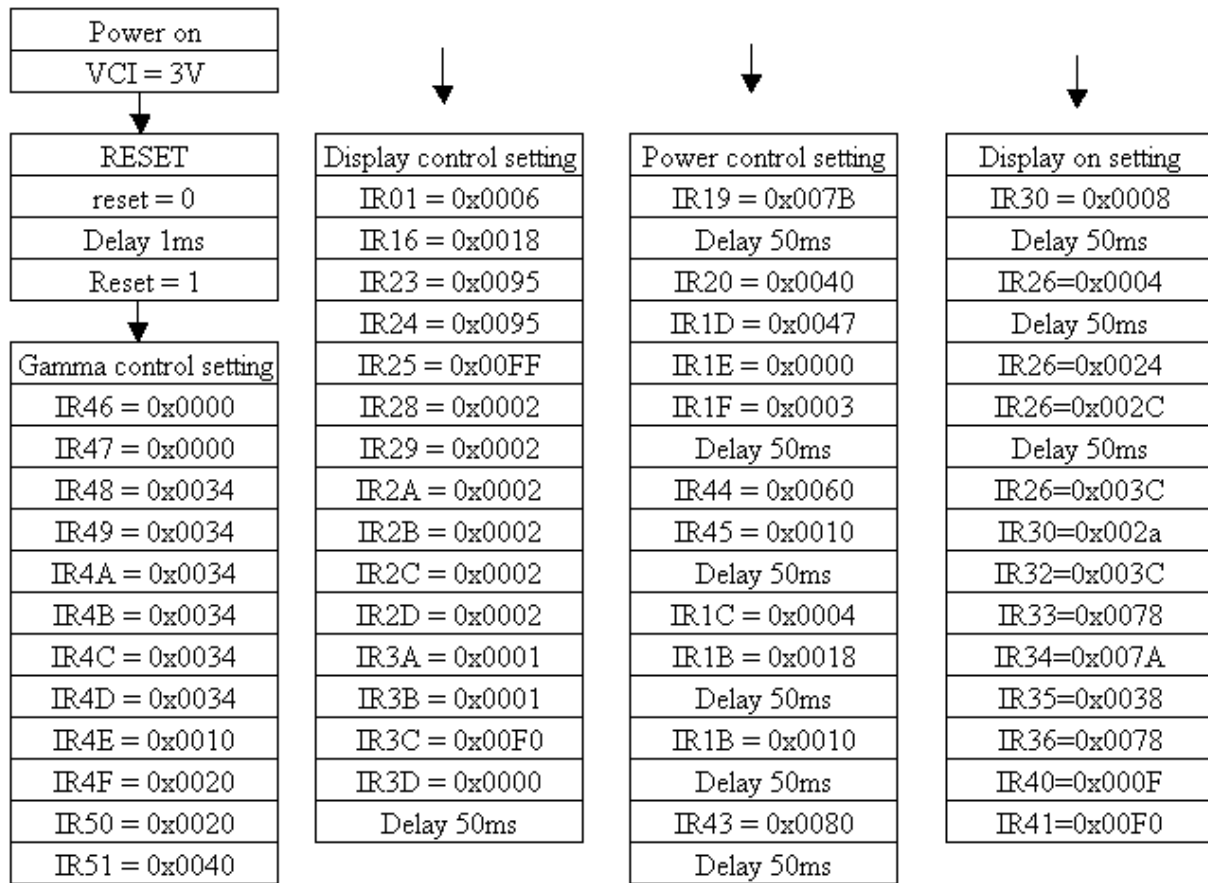 Power on
VCI = 3V
RESET
reset = 0
Delay 1ms
Reset = 1
Gamma control setting
IR46 = 0x0000
IR47 = 0x0000
IR48 = 0x0034
IR49 = 0x0034
IR4A = 0x0034
IR4B = 0x0034
IR4C = 0x0034
IR4D = 0x0034
IR4E = 0x0010
IR4F = 0x0020
IR50 = 0x0020
IR51 = 0x0040
Display control setting
IR01 = 0x0006
IR16 = 0x0018
IR23 = 0x0095
IR24 = 0x0095
IR25 = 0x00FF
IR28 = 0x0002
IR29 = 0x0002
IR2A = 0x0002
IR2B = 0x0002
IR2C = 0x0002
IR2D = 0x0002
IR3A = 0x0001
IR3B = 0x0001
IR3C = 0x00F0
IR3D = 0x0000
Delay 50ms
Power control setting
IR19 = 0x007B
Delay 50ms
IR20 = 0x0040
IR1D = 0x0047
IR1E = 0x0000
IR1F = 0x0003
Delay 50ms
IR44 = 0x0060
IR45 = 0x0010
Delay 50ms
IR1C = 0x0004
IR1B = 0x0018
Delay 50ms
IR1B = 0x0010
Delay 50ms
IR43 = 0x0080
Delay 50ms
Display on setting
IR30 = 0x0008
Delay 50ms
IR26=0x0004
Delay 50ms
IR26=0x0024
IR26=0x002C
Delay 50ms
IR26=0x003C
IR30=0x002a
IR32=0x003C
IR33=0x0078
IR34=0x007A
IR35=0x0038
IR36=0x0078
IR40=0x000F
IR41=0x00F0